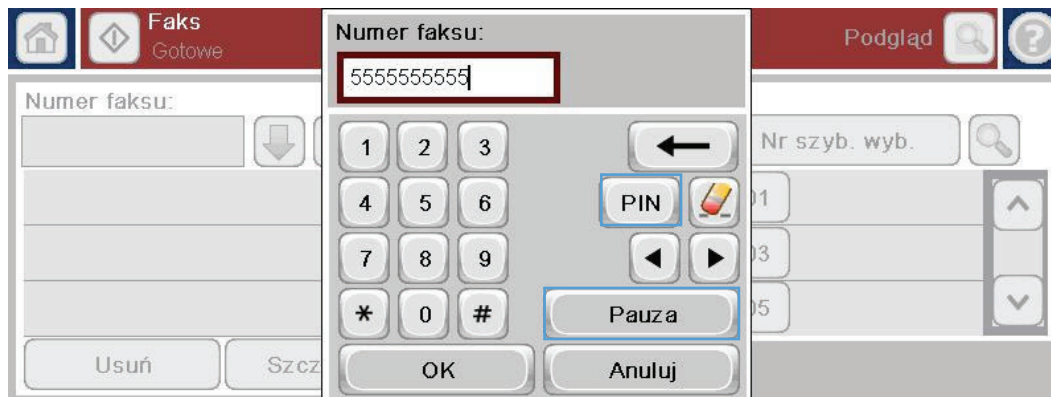 Faks
Gotowe
Numer faksu:
5555555555
Podgląd
Numer faksu:
Nr szyb. wyb.
1 2 3
4 5 6 PIN
7 8 9
* 0 # Pauza
OK Anuluj
Usuń